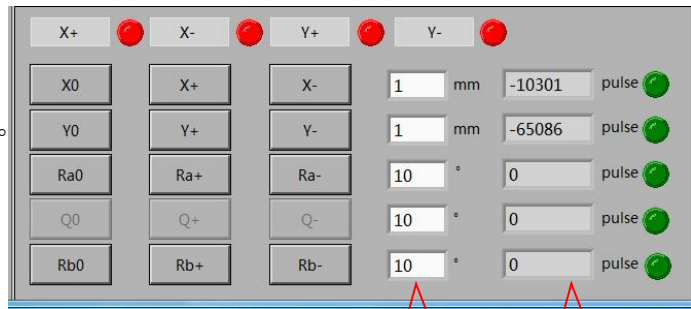 X+ X- Y+ Y-
X0 X+ X- 1 mm -10301 pulse
Y0 Y+ Y- 1 mm -65086 pulse
Ra0 Ra+ Ra- 10 ° 0 pulse
Q0 Q+ Q- 10 ° 0 pulse
Rb0 Rb+ Rb- 10 ° 0 pulse